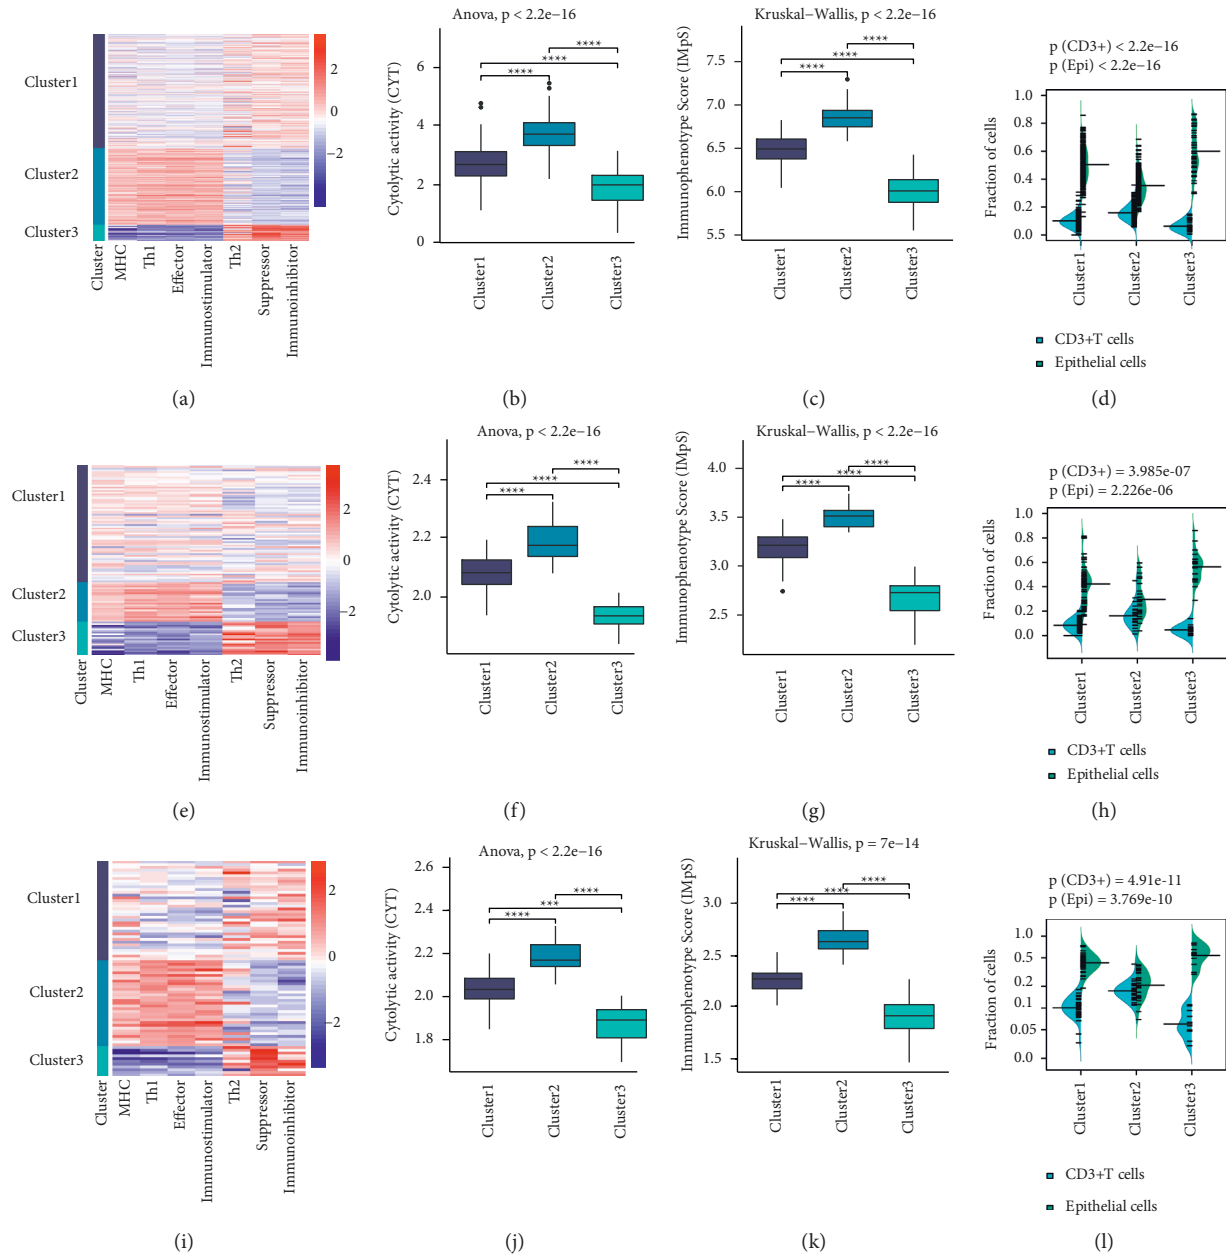 Cluster1
Cluster2
Cluster3
2
0
−2
Cluster
MHC
Th1
Effector
Immunostimulator
Th2
Suppressor
Immunoinhibitor
(a)
Anova, p < 2.2e−16
****
****
****
Cytolytic activity (CYT)
6
4
2
0
Cluster1
Cluster2
Cluster3
(b)
Kruskal−Wallis, p < 2.2e−16
****
****
****
Immunophenotype Score (IMpS)
7.5
7.0
6.5
6.0
5.5
Cluster1
Cluster2
Cluster3
(c)
p (CD3+) < 2.2e−16
p (Epi) < 2.2e−16
Fraction of cells
1.0
0.8
0.6
0.4
0.2
0.0
Cluster1
Cluster2
Cluster3
CD3+T cells
Epithelial cells
(d)
Cluster1
Cluster2
Cluster3
2
0
−2
Cluster
MHC
Th1
Effector
Immunostimulator
Th2
Suppressor
Immunoinhibitor
(e)
Anova, p < 2.2e−16
****
****
****
Cytolytic activity (CYT)
2.4
2.2
2.0
Cluster1
Cluster2
Cluster3
(f)
Kruskal−Wallis, p < 2.2e−16
****
****
****
Immunophenotype Score (IMpS)
4.0
3.5
3.0
2.5
Cluster1
Cluster2
Cluster3
(g)
p (CD3+) = 3.985e-07
p (Epi) = 2.226e-06
Fraction of cells
1.0
0.8
0.6
0.4
0.2
0.0
Cluster1
Cluster2
Cluster3
CD3+T cells
Epithelial cells
(h)
Cluster1
Cluster2
Cluster3
2
0
−2
Cluster
MHC
Th1
Effector
Immunostimulator
Th2
Suppressor
Immunoinhibitor
(i)
Anova, p < 2.2e−16
****
***
****
Cytolytic activity (CYT)
2.6
2.4
2.2
2.0
1.8
Cluster1
Cluster2
Cluster3
(j)
Kruskal−Wallis, p = 7e−14
****
****
****
Immunophenotype Score (IMpS)
3.0
2.5
2.0
1.5
Cluster1
Cluster2
Cluster3
(k)
p (CD3+) = 4.91e-11
p (Epi) = 3.769e-10
Fraction of cells
1.0
0.5
0.1
0.05
0.0
Cluster1
Cluster2
Cluster3
CD3+T cells
Epithelial cells
(l)